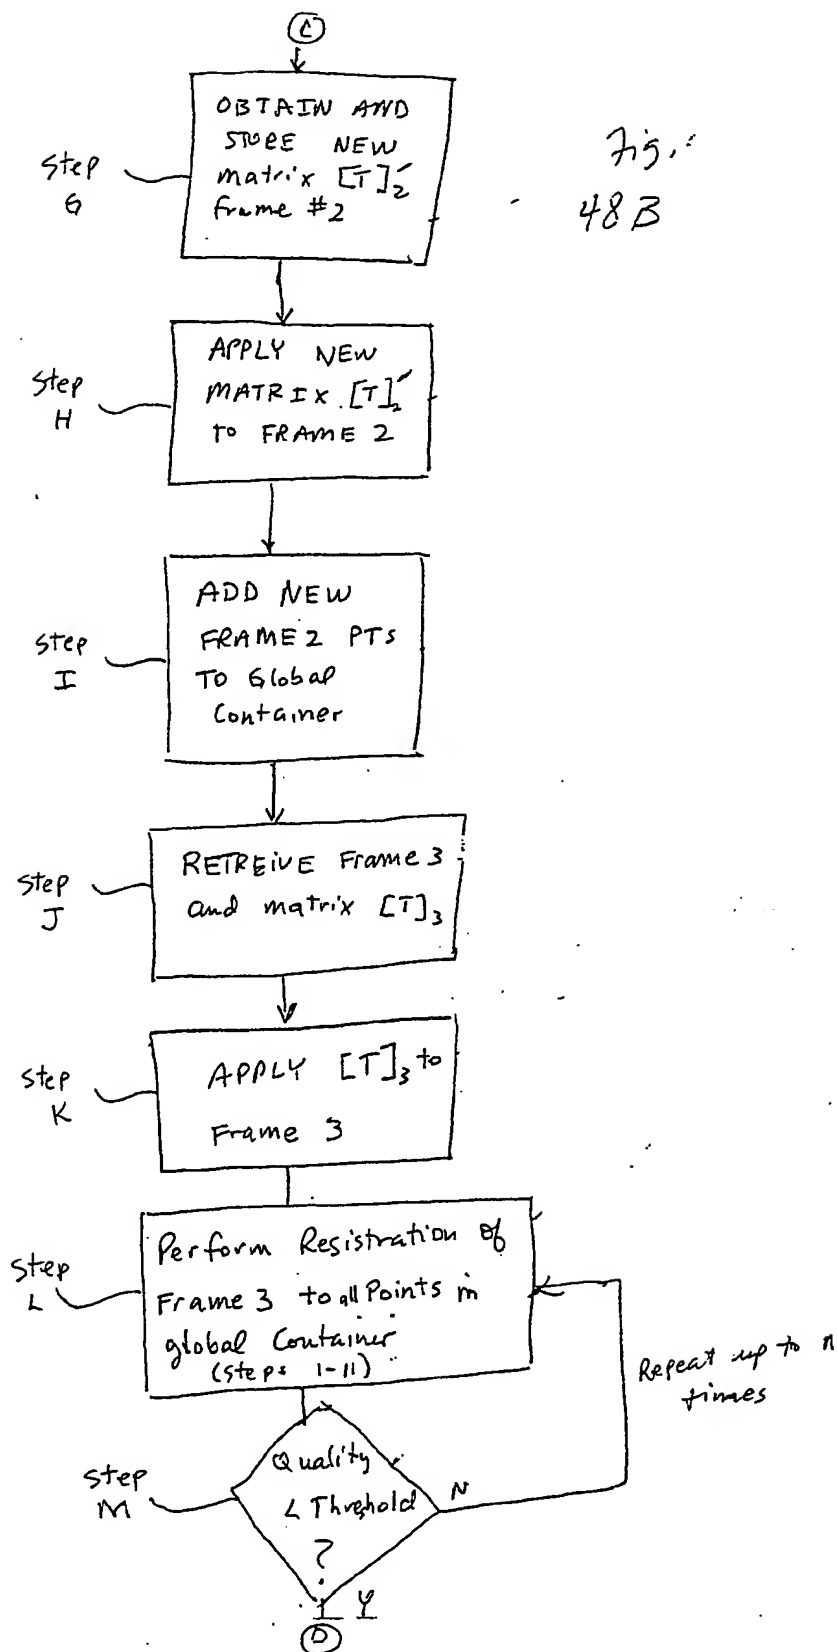 C
OBTAIN AND
STORE NEW
matrix [T]₂′
frame #2
Step
G
Fig.
48B
APPLY NEW
MATRIX [T]₂′
TO FRAME 2
Step
H
ADD NEW
FRAME 2 PTS
TO Global
Container
Step
I
RETREIVE Frame 3
and matrix [T]₃
Step
J
APPLY [T]₃ to
Frame 3
Step
K
Perform Registration of
Frame 3 to all Points in
global Container
(steps 1-11)
Step
L
Repeat up to n
times
Quality
< Threshold
?
Step
M
N
Y
D